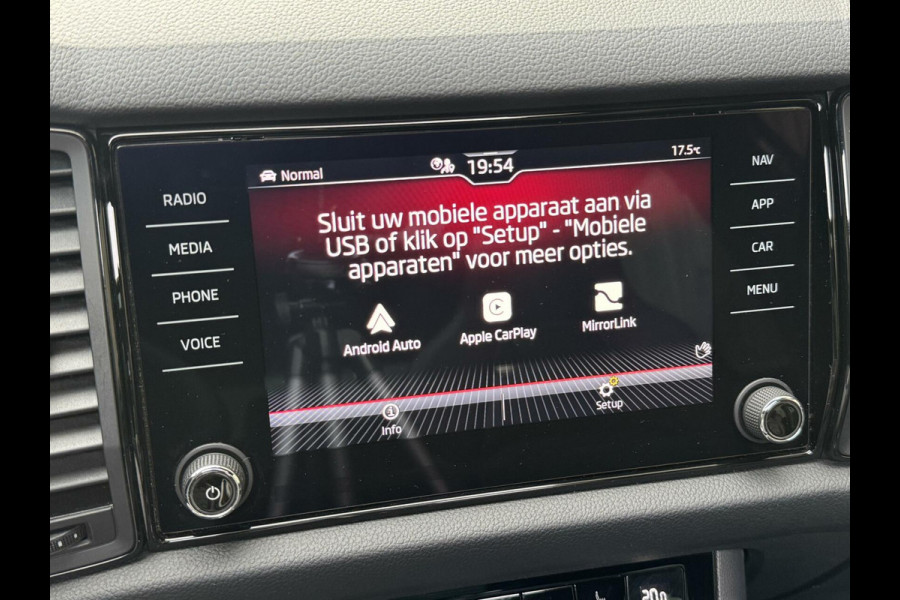 Normal
19:54
17.5°C
Sluit uw mobiele apparaat aan via
USB of klik op "Setup" - "Mobiele
apparaten" voor meer opties.
Android Auto
Apple CarPlay
MirrorLink
Info
Setup
RADIO
MEDIA
PHONE
VOICE
NAV
APP
CAR
MENU